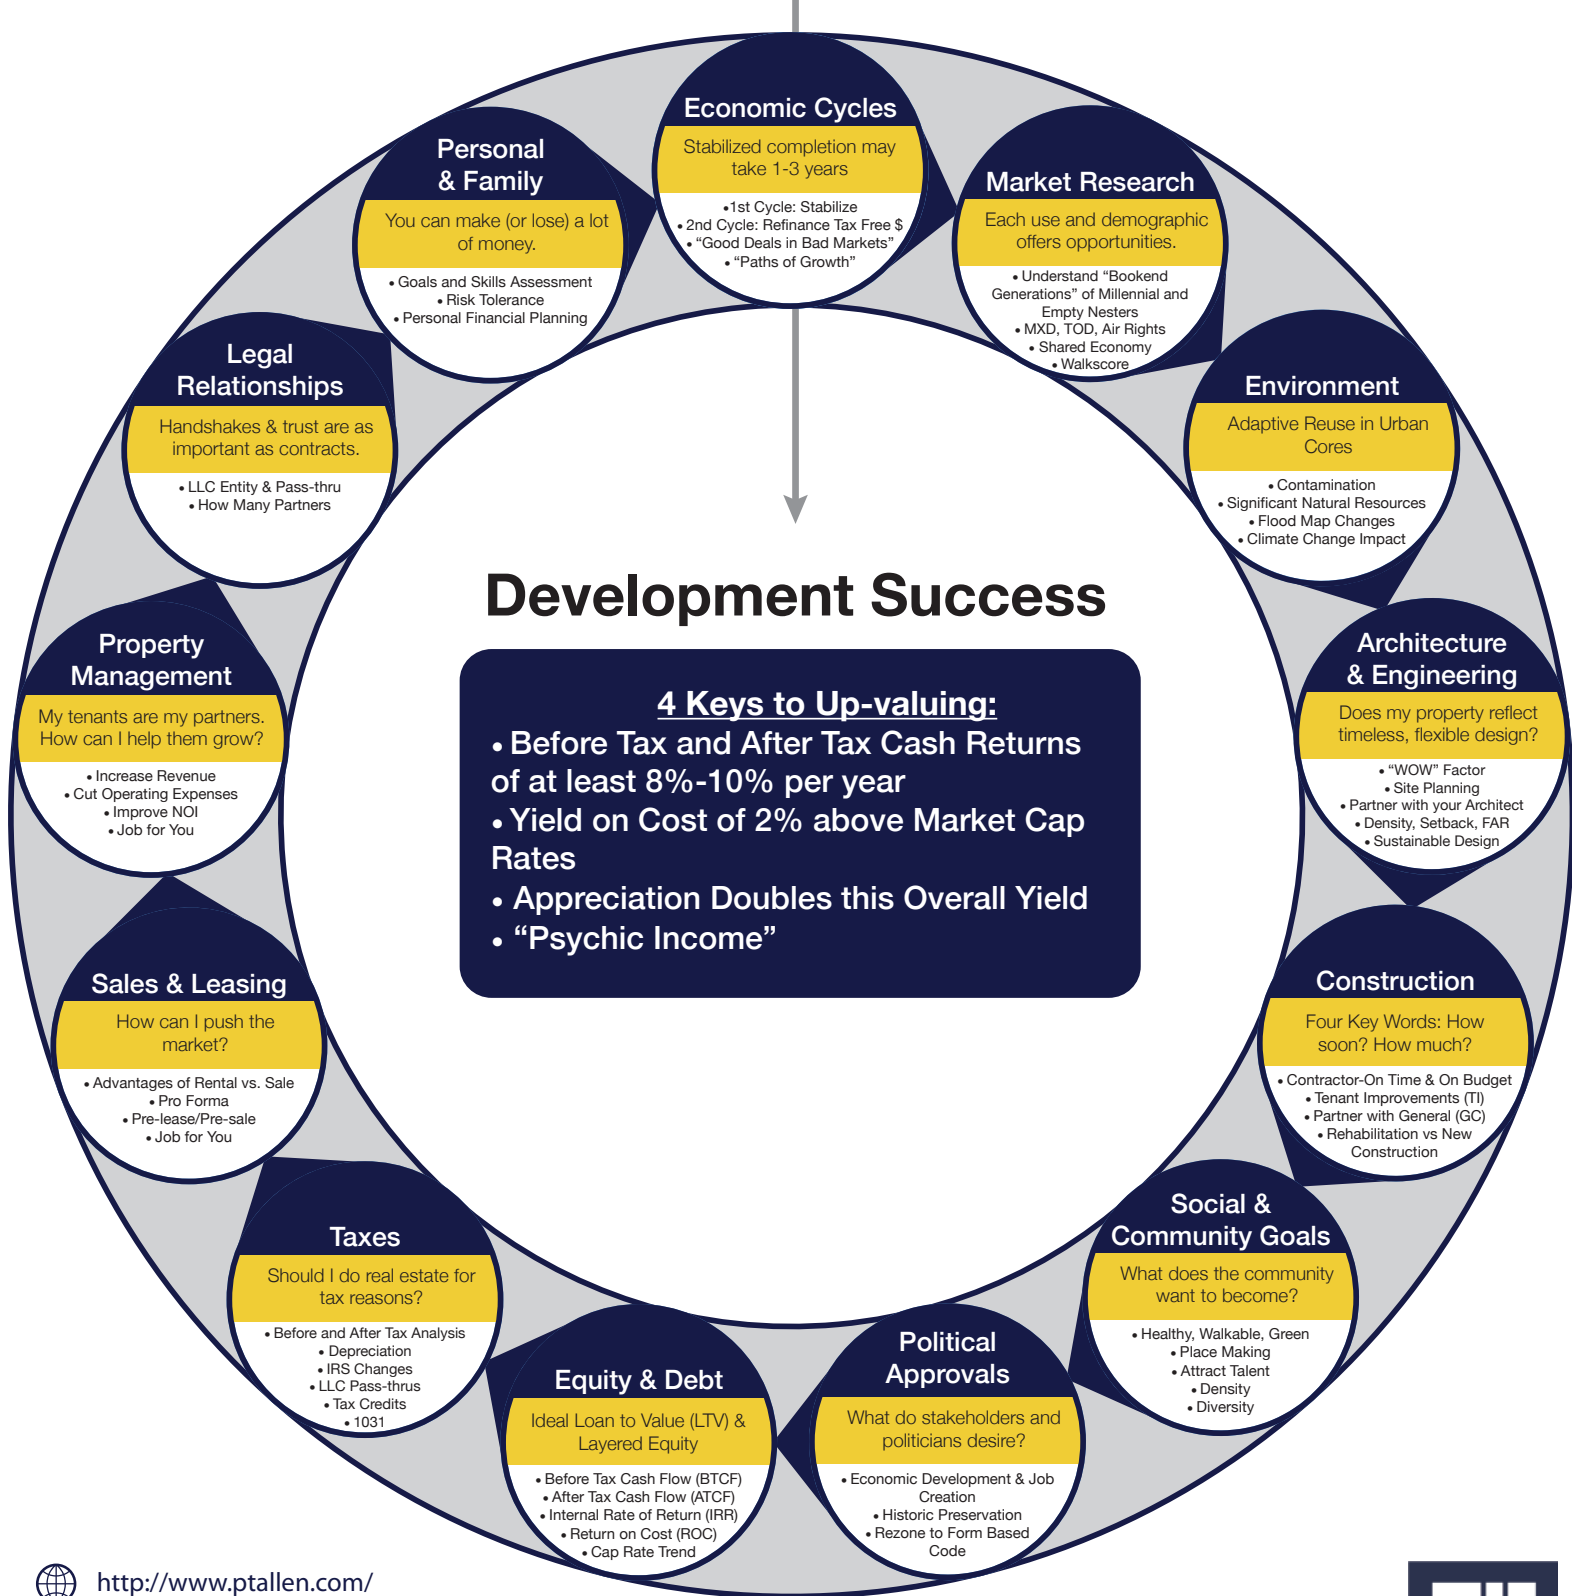 Economic Cycles
Stabilized completion may
take 1-3 years
•1st Cycle: Stabilize
• 2nd Cycle: Refinance Tax Free $
• “Good Deals in Bad Markets”
• “Paths of Growth”
Market Research
Each use and demographic
offers opportunities.
• Understand “Bookend
Generations” of Millennial and
Empty Nesters
• MXD, TOD, Air Rights
• Shared Economy
• Walkscore
Environment
Adaptive Reuse in Urban
Cores
• Contamination
• Significant Natural Resources
• Flood Map Changes
• Climate Change Impact
Architecture
& Engineering
Does my property reflect
timeless, flexible design?
• “WOW” Factor
• Site Planning
• Partner with your Architect
• Density, Setback, FAR
• Sustainable Design
Construction
Four Key Words: How
soon? How much?
• Contractor-On Time & On Budget
• Tenant Improvements (TI)
• Partner with General (GC)
• Rehabilitation vs New
Construction
Social &
Community Goals
What does the community
want to become?
• Healthy, Walkable, Green
• Place Making
• Attract Talent
• Density
• Diversity
Political
Approvals
What do stakeholders and
politicians desire?
• Economic Development & Job
Creation
• Historic Preservation
• Rezone to Form Based
Code
Equity & Debt
Ideal Loan to Value (LTV) &
Layered Equity
• Before Tax Cash Flow (BTCF)
• After Tax Cash Flow (ATCF)
• Internal Rate of Return (IRR)
• Return on Cost (ROC)
• Cap Rate Trend
Taxes
Should I do real estate for
tax reasons?
• Before and After Tax Analysis
• Depreciation
• IRS Changes
• LLC Pass-thrus
• Tax Credits
• 1031
Sales & Leasing
How can I push the
market?
• Advantages of Rental vs. Sale
• Pro Forma
• Pre-lease/Pre-sale
• Job for You
Property
Management
My tenants are my partners.
How can I help them grow?
• Increase Revenue
• Cut Operating Expenses
• Improve NOI
• Job for You
Legal
Relationships
Handshakes & trust are as
important as contracts.
• LLC Entity & Pass-thru
• How Many Partners
Personal
& Family
You can make (or lose) a lot
of money.
• Goals and Skills Assessment
• Risk Tolerance
• Personal Financial Planning
Development Success
4 Keys to Up-valuing:
• Before Tax and After Tax Cash Returns
of at least 8%-10% per year
• Yield on Cost of 2% above Market Cap
Rates
• Appreciation Doubles this Overall Yield
• “Psychic Income”
http://www.ptallen.com/